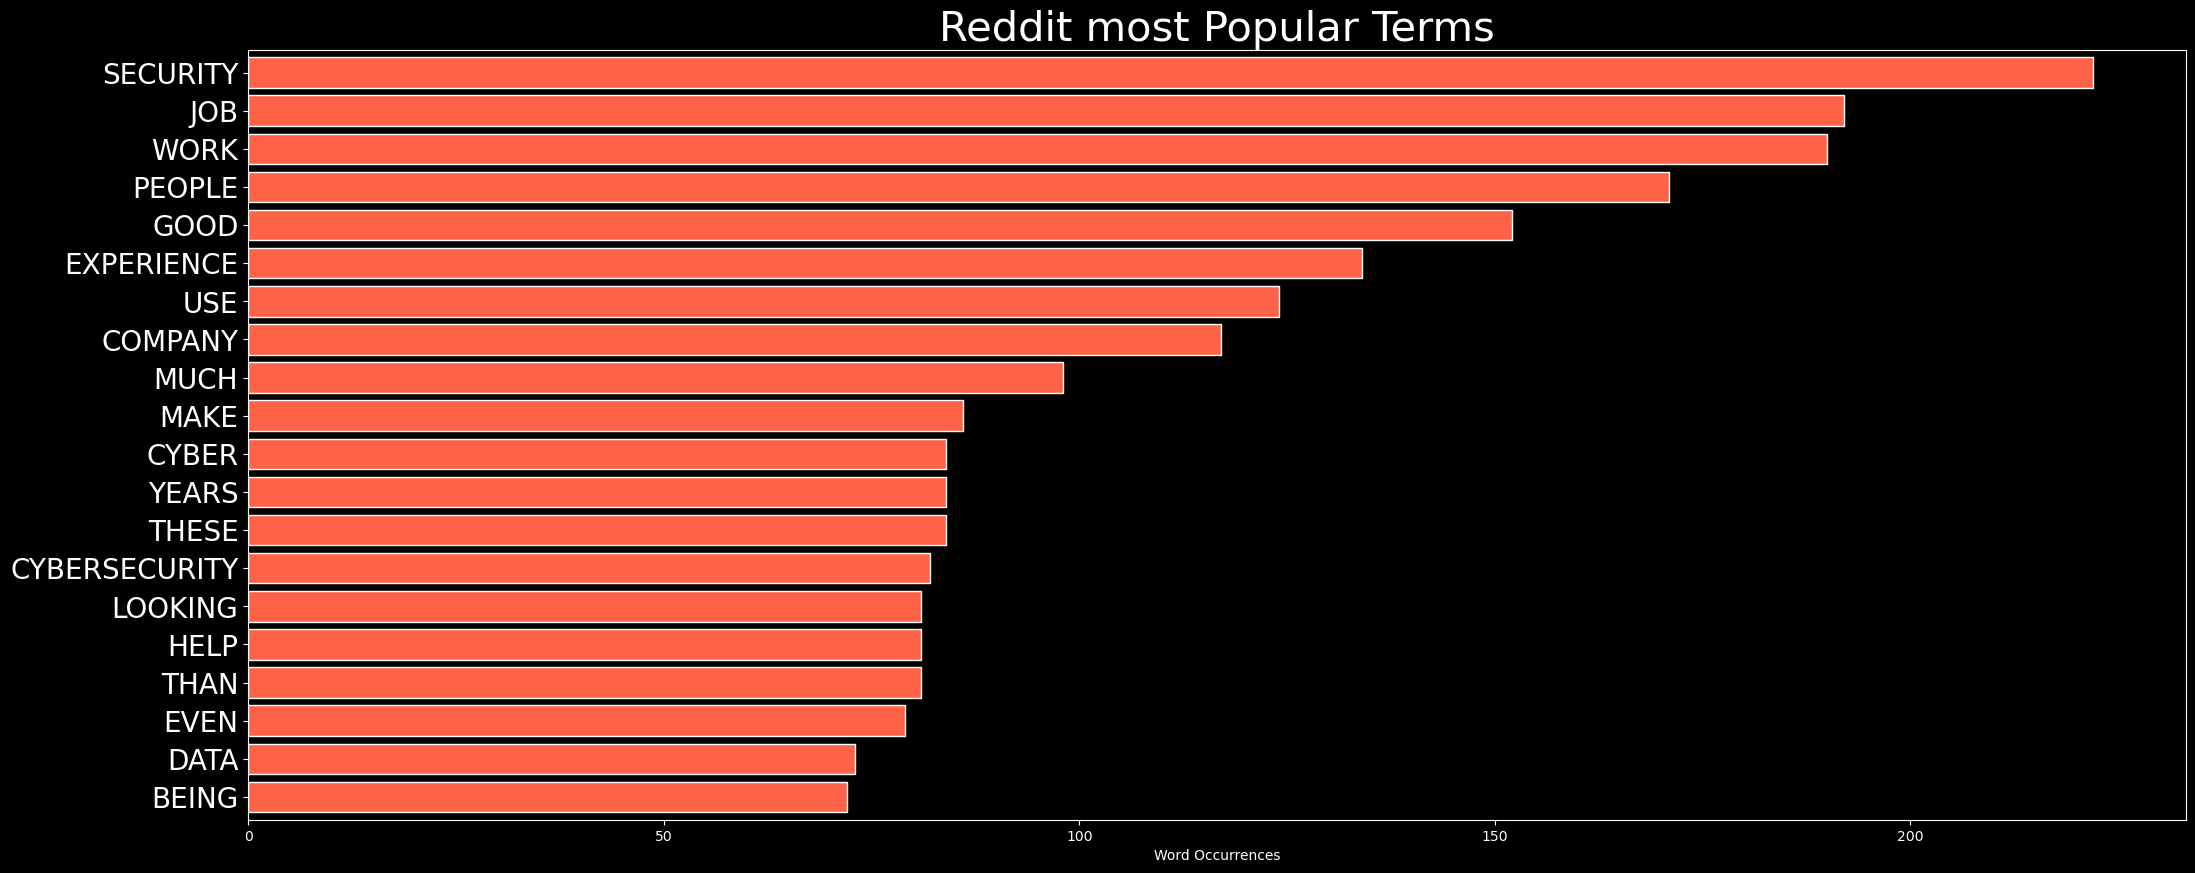 Reddit most Popular Terms
SECURITY
JOB
WORK
PEOPLE
GOOD
EXPERIENCE
USE
COMPANY
MUCH
MAKE
CYBER
YEARS
THESE
CYBERSECURITY
LOOKING
HELP
THAN
EVEN
DATA
BEING
0 50 100 150 200
Word Occurrences